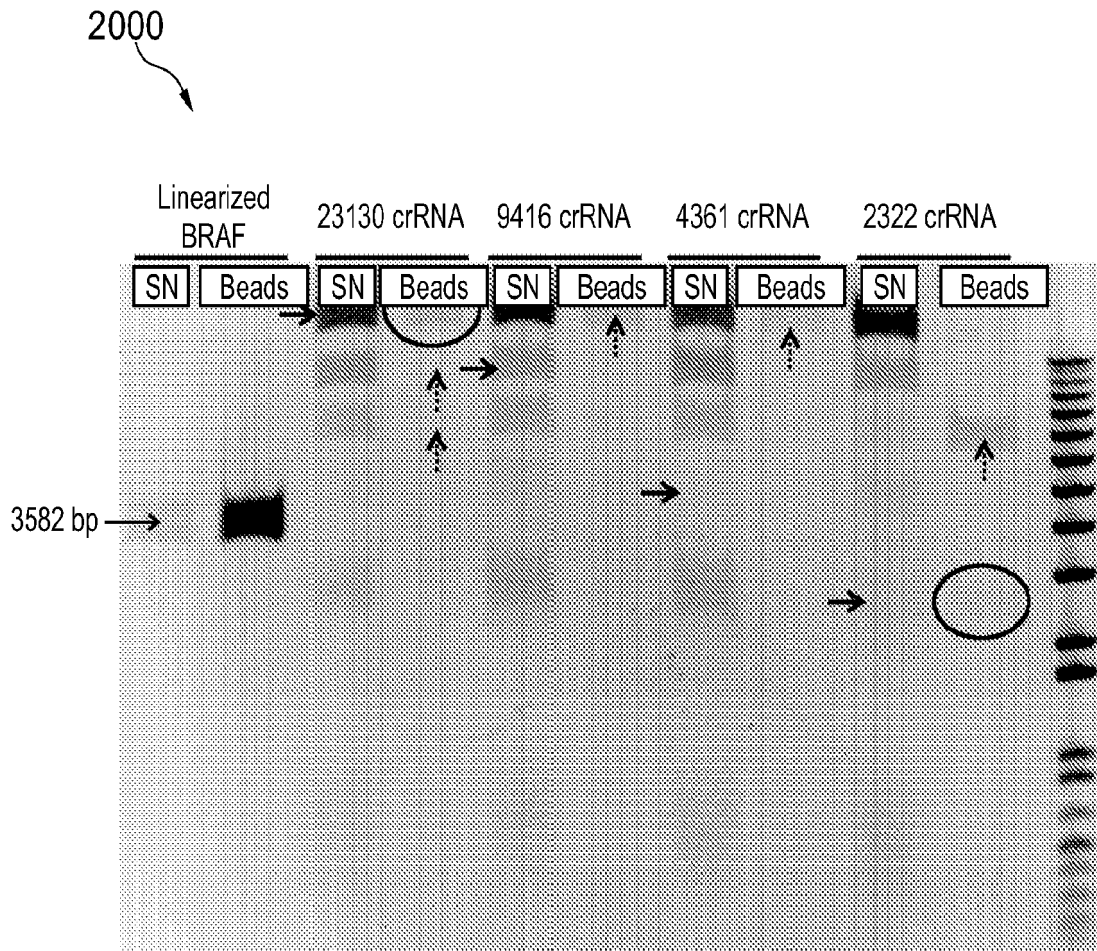 2000
Linearized
BRAF
23130 crRNA
9416 crRNA
4361 crRNA
2322 crRNA
SN
Beads
SN
Beads
SN
Beads
SN
Beads
SN
Beads
3582 bp